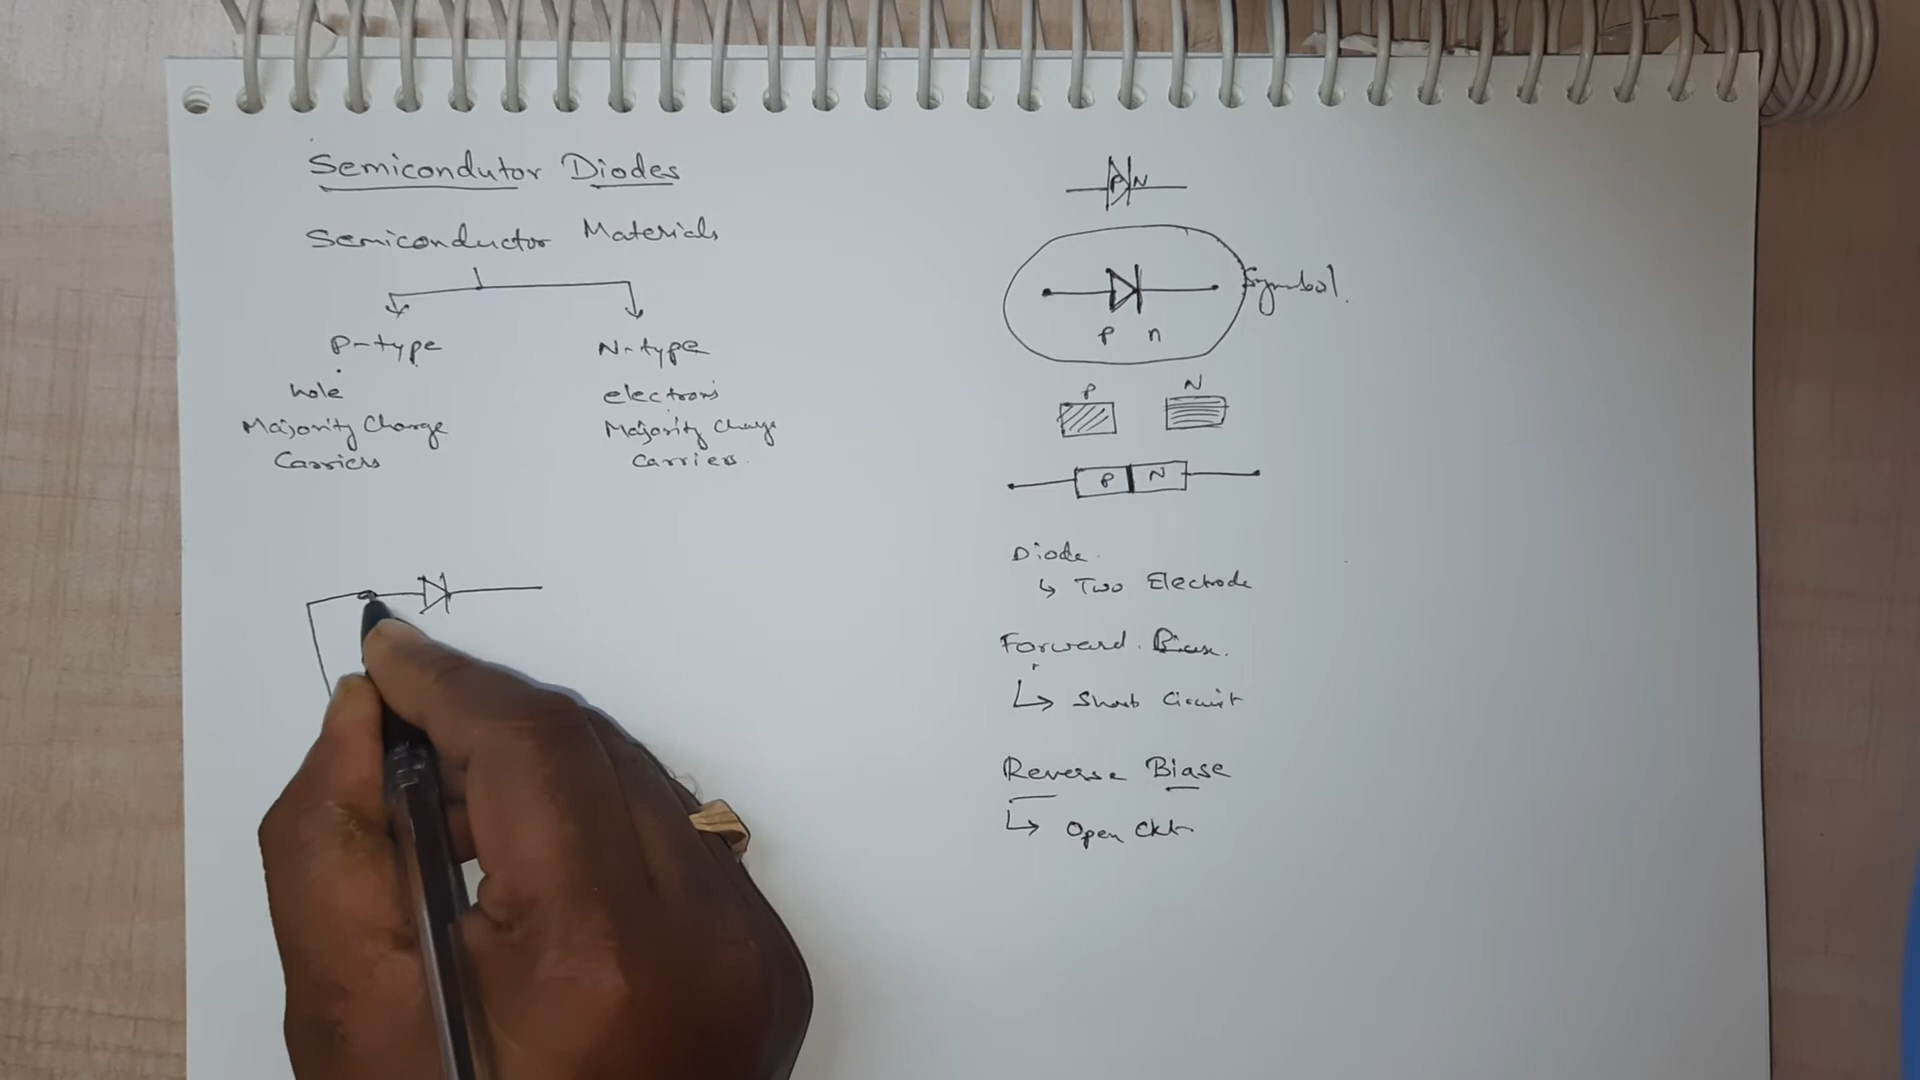 Semicondutor Diodes
Semiconductor Materials
P-type
N-type
hole
Majority Charge
Carriers
electrons
Majority Charge
Carriers
P N
Symbol.
P n
P N
P N
Diode
↳ Two Electrode
Forward Bias.
↳ Short Circuit
Reverse Biase
↳ Open Ckt